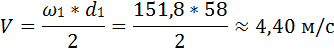 V = ω₁ * d₁ / 2 = 151,8 * 58 / 2 ≈ 4,40 м/с